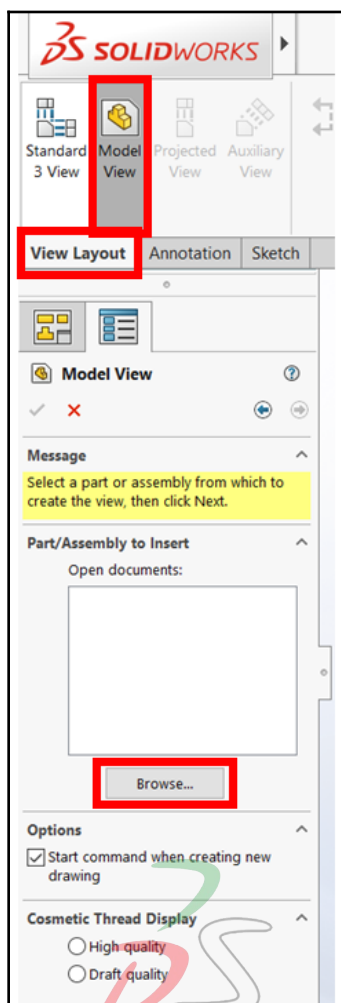 SOLIDWORKS
Standard
3 View
Model
View
Projected
View
Auxiliary
View
View Layout
Annotation
Sketch
Model View
?
Message
Select a part or assembly from which to
create the view, then click Next.
Part/Assembly to Insert
Open documents:
Browse...
Options
Start command when creating new
drawing
Cosmetic Thread Display
High quality
Draft quality